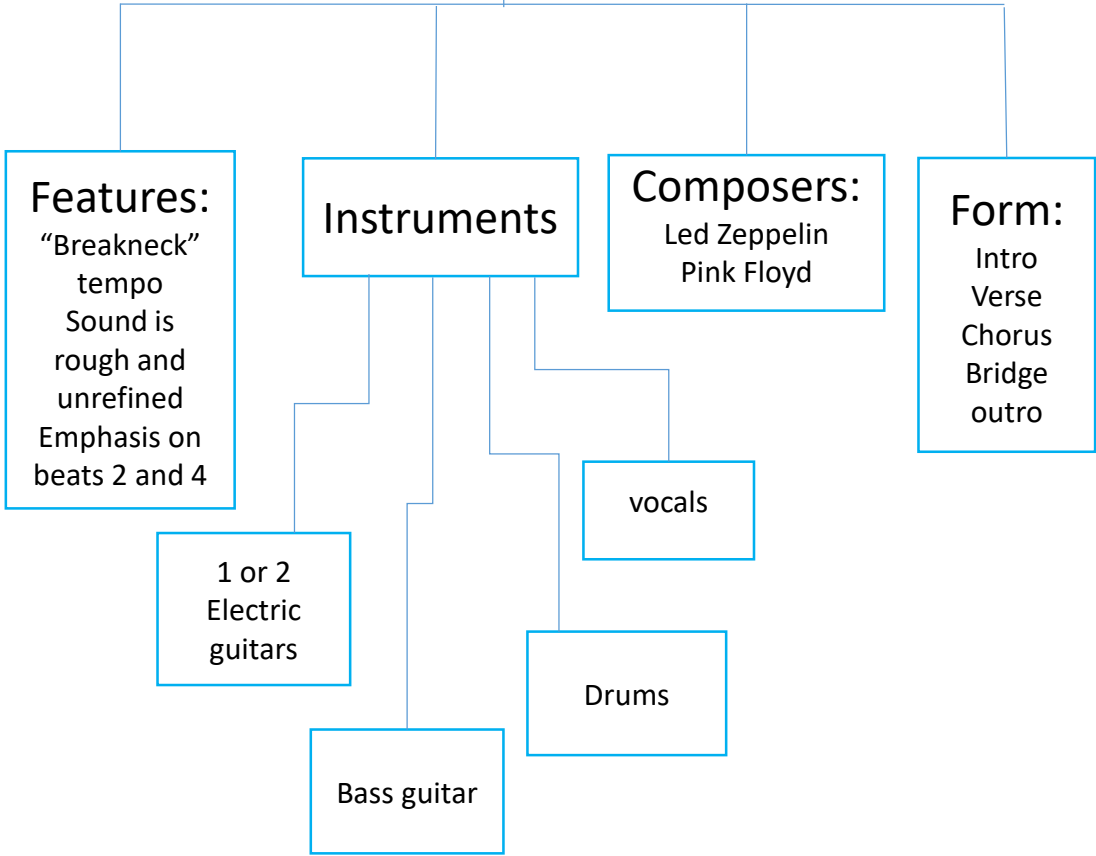 Features:
“Breakneck”
tempo
Sound is
rough and
unrefined
Emphasis on
beats 2 and 4
Instruments
Composers:
Led Zeppelin
Pink Floyd
Form:
Intro
Verse
Chorus
Bridge
outro
1 or 2
Electric
guitars
Bass guitar
Drums
vocals